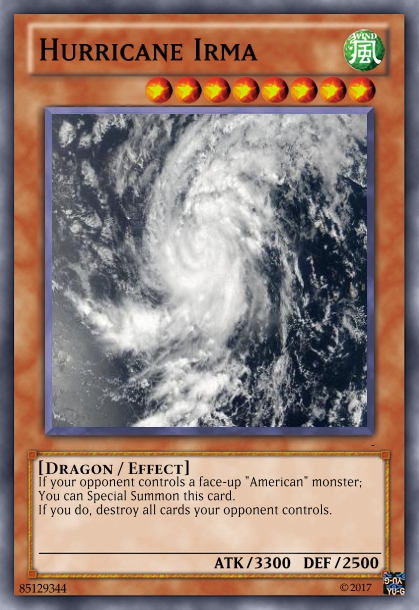 Hurricane Irma
WIND
風
[Dragon / Effect]
If your opponent controls a face-up "American" monster;
You can Special Summon this card.
If you do, destroy all cards your opponent controls.
ATK/3300 DEF/2500
85129344
©2017